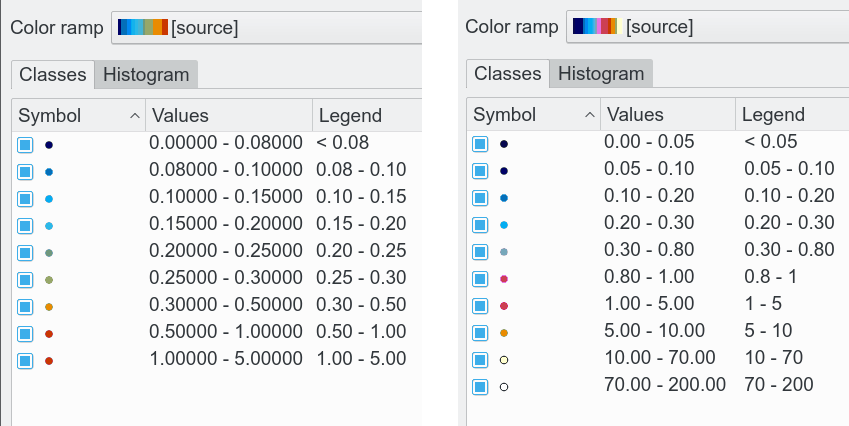 Color ramp [source]
Classes Histogram
Symbol Values Legend
0.00000 - 0.08000 < 0.08
0.08000 - 0.10000 0.08 - 0.10
0.10000 - 0.15000 0.10 - 0.15
0.15000 - 0.20000 0.15 - 0.20
0.20000 - 0.25000 0.20 - 0.25
0.25000 - 0.30000 0.25 - 0.30
0.30000 - 0.50000 0.30 - 0.50
0.50000 - 1.00000 0.50 - 1.00
1.00000 - 5.00000 1.00 - 5.00
Color ramp [source]
Classes Histogram
Symbol Values Legend
0.00 - 0.05 < 0.05
0.05 - 0.10 0.05 - 0.10
0.10 - 0.20 0.10 - 0.20
0.20 - 0.30 0.20 - 0.30
0.30 - 0.80 0.30 - 0.80
0.80 - 1.00 0.8 - 1
1.00 - 5.00 1 - 5
5.00 - 10.00 5 - 10
10.00 - 70.00 10 - 70
70.00 - 200.00 70 - 200